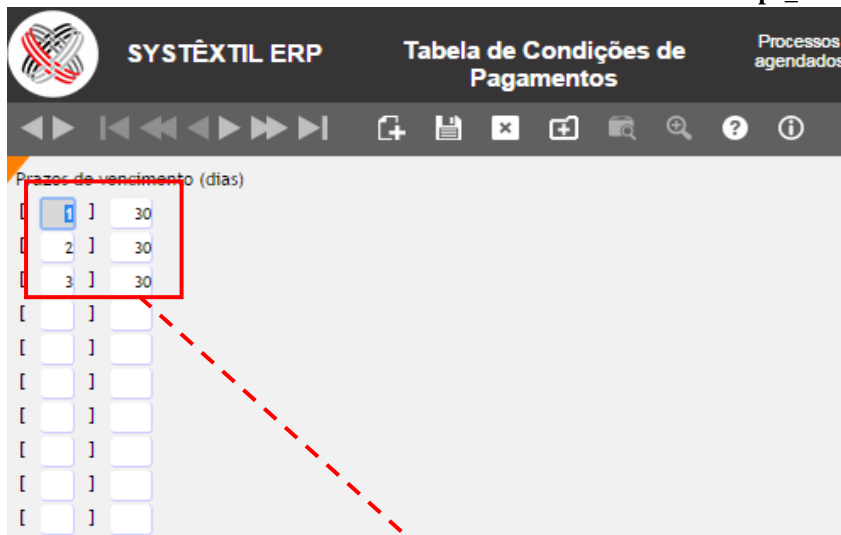 SYSTÊXTIL ERP
Tabela de Condições de
Pagamentos
Processos
agendados
Prazos de vencimento (dias)
[ 1 ] 30
[ 2 ] 30
[ 3 ] 30
[ ]
[ ]
[ ]
[ ]
[ ]
[ ]
[ ]